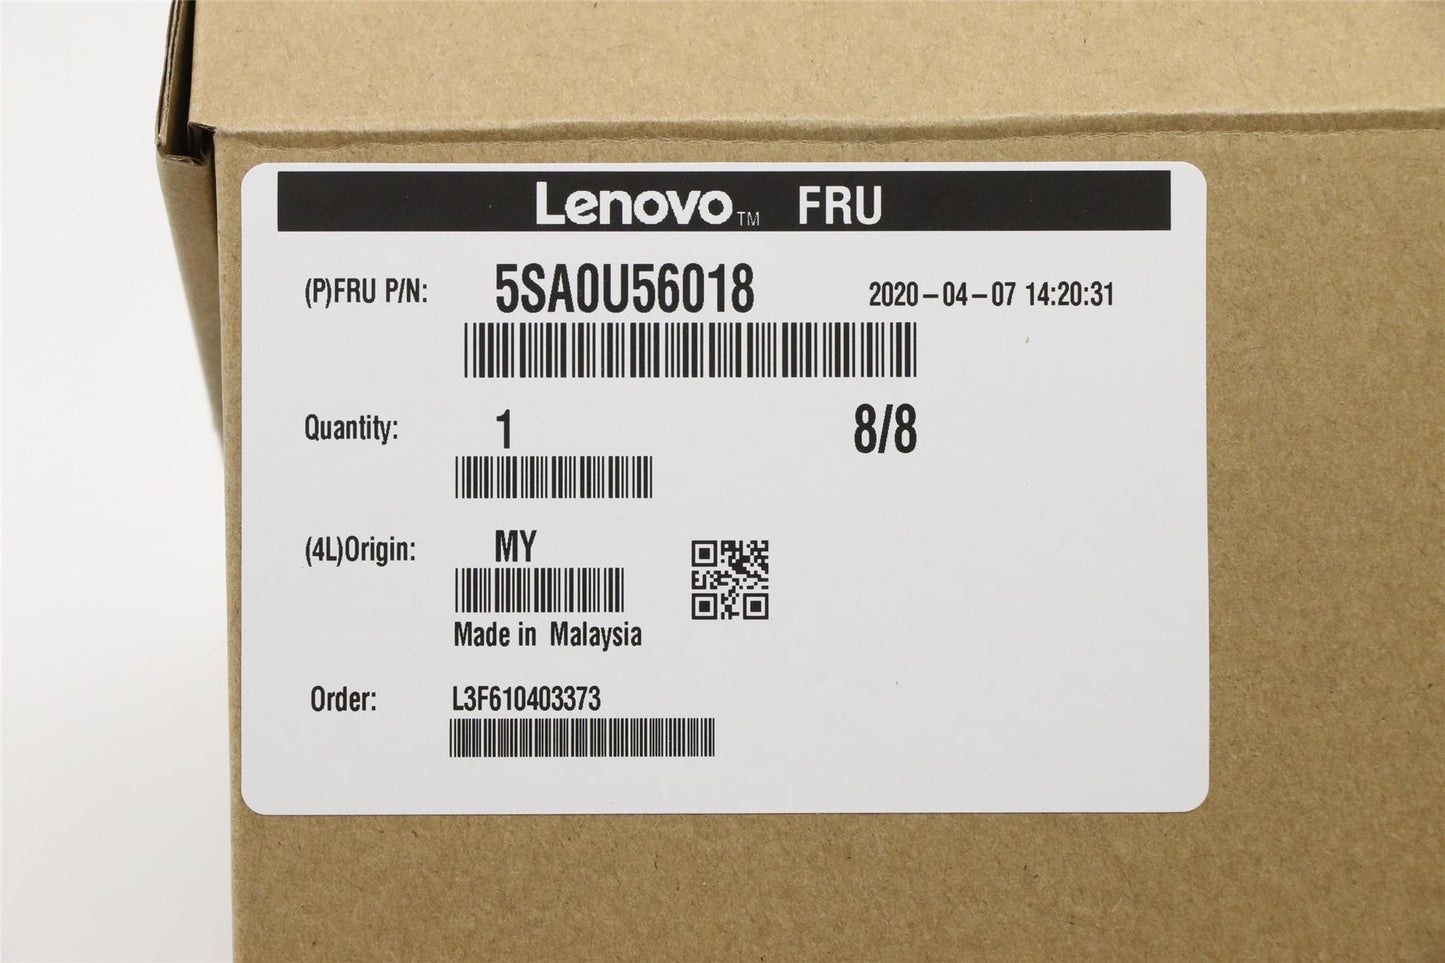 Lenovo™ FRU
(P)FRU P/N: 5SA0U56018 2020-04-07 14:20:31
Quantity: 1 8/8
(4L)Origin: MY
Made in Malaysia
Order: L3F610403373